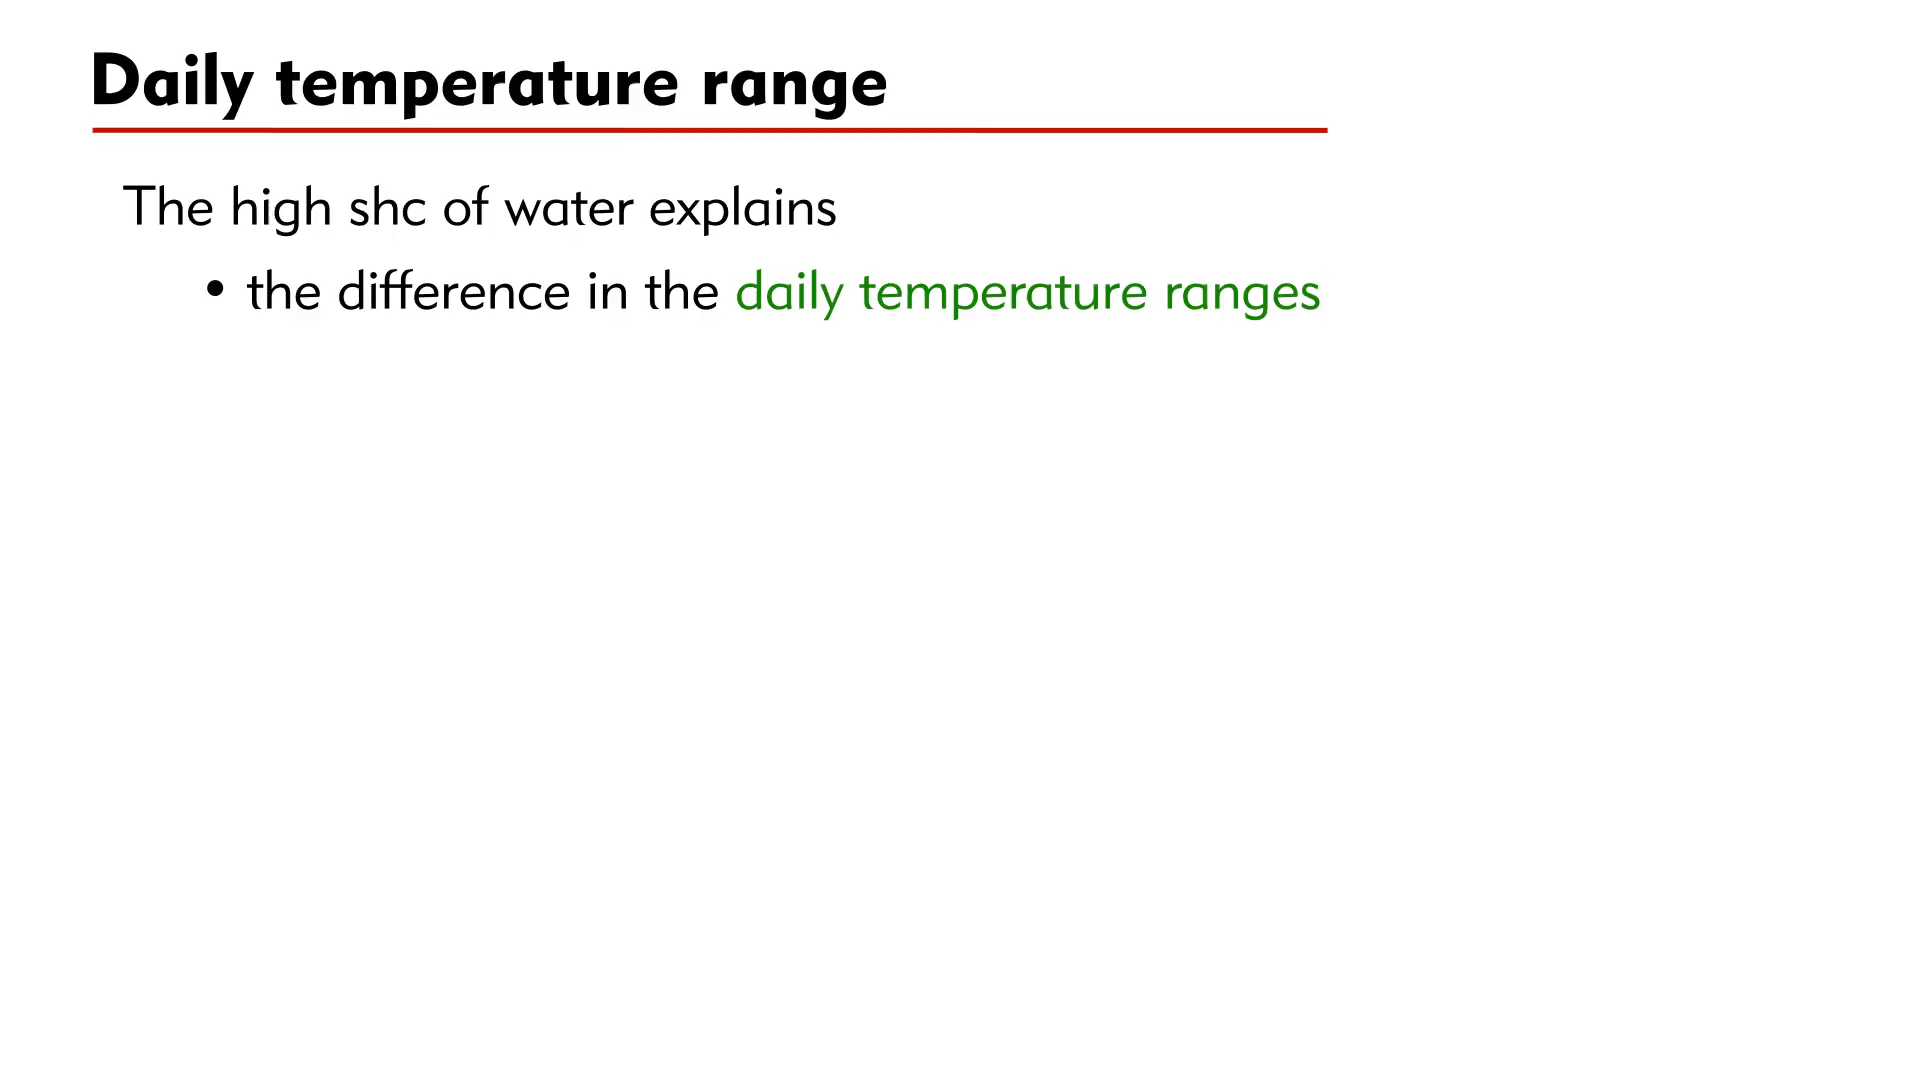 Daily temperature range
The high shc of water explains
• the difference in the daily temperature ranges